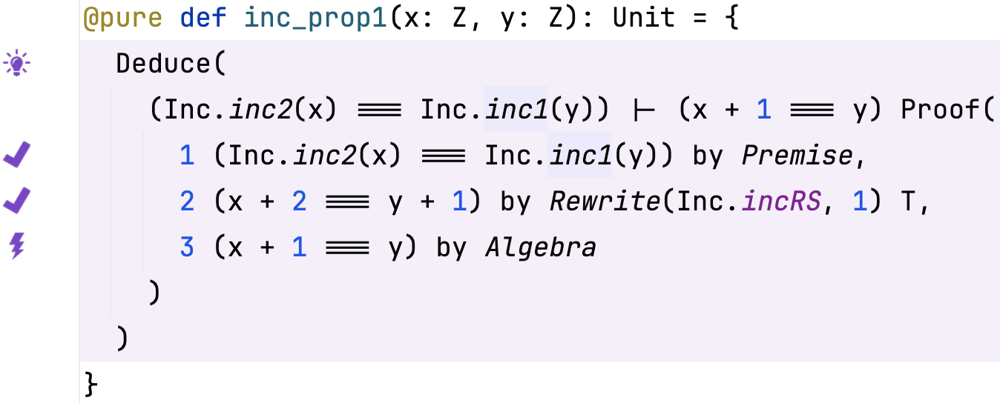 @pure def inc_prop1(x: Z, y: Z): Unit = {
Deduce(
(Inc.inc2(x) ≡ Inc.inc1(y)) ⊢ (x + 1 ≡ y) Proof(
1 (Inc.inc2(x) ≡ Inc.inc1(y)) by Premise,
2 (x + 2 ≡ y + 1) by Rewrite(Inc.incRS, 1) T,
3 (x + 1 ≡ y) by Algebra
)
)
}